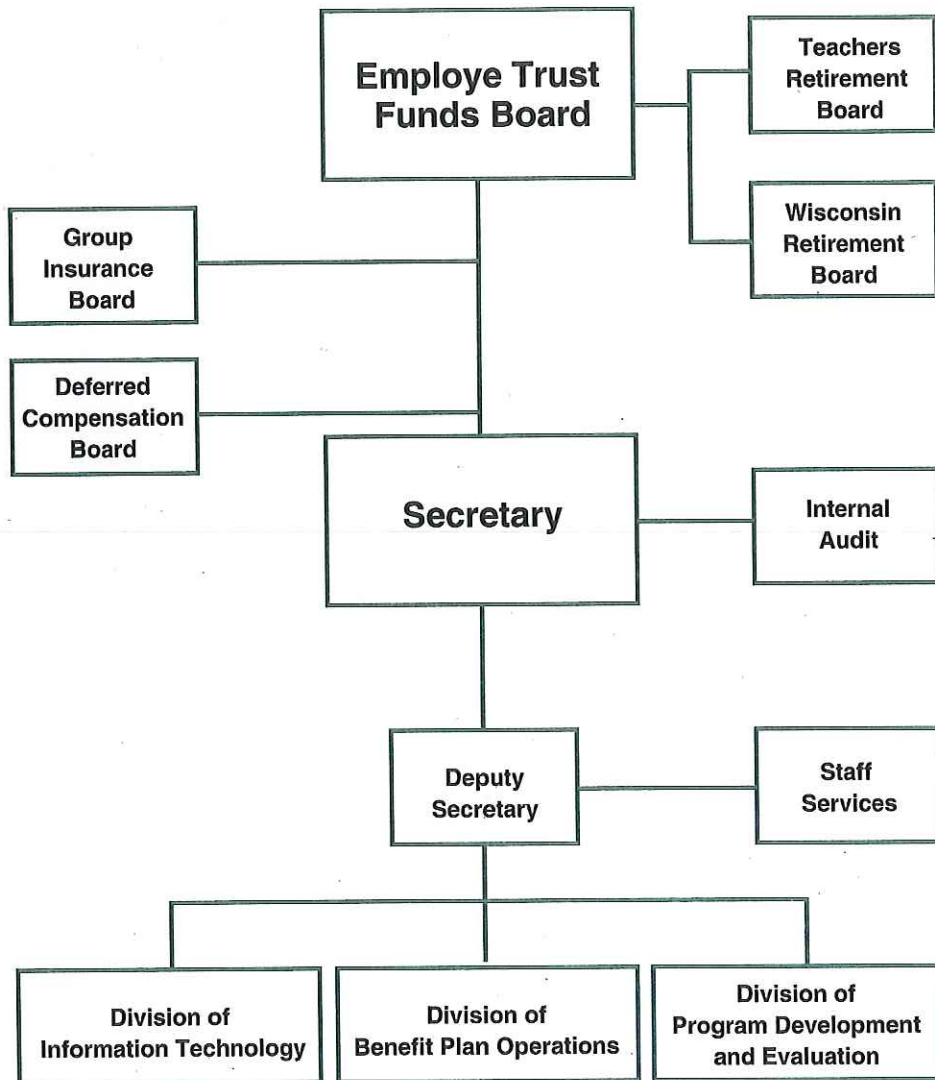 Employe Trust
Funds Board
Teachers
Retirement
Board
Wisconsin
Retirement
Board
Group
Insurance
Board
Deferred
Compensation
Board
Secretary
Internal
Audit
Deputy
Secretary
Staff
Services
Division of
Information Technology
Division of
Benefit Plan Operations
Division of
Program Development
and Evaluation